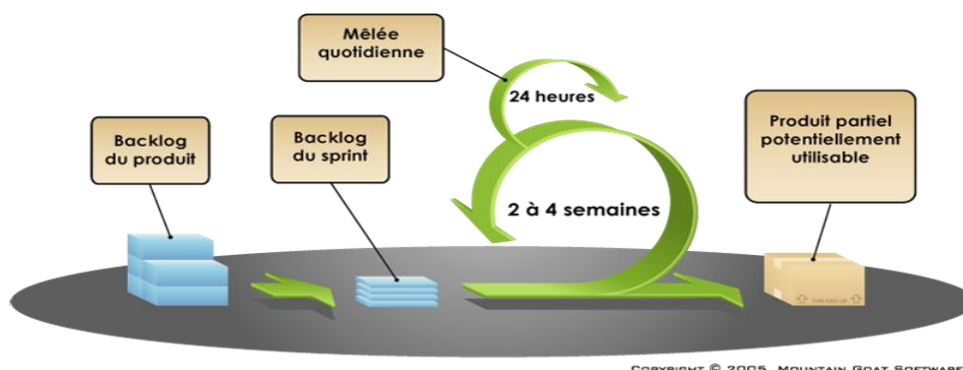 Mêlée
quotidienne
24 heures
Backlog
du produit
Backlog
du sprint
Produit partiel
potentiellement
utilisable
2 à 4 semaines
COPYRIGHT © 2005, MOUNTAIN GOAT SOFTWARE